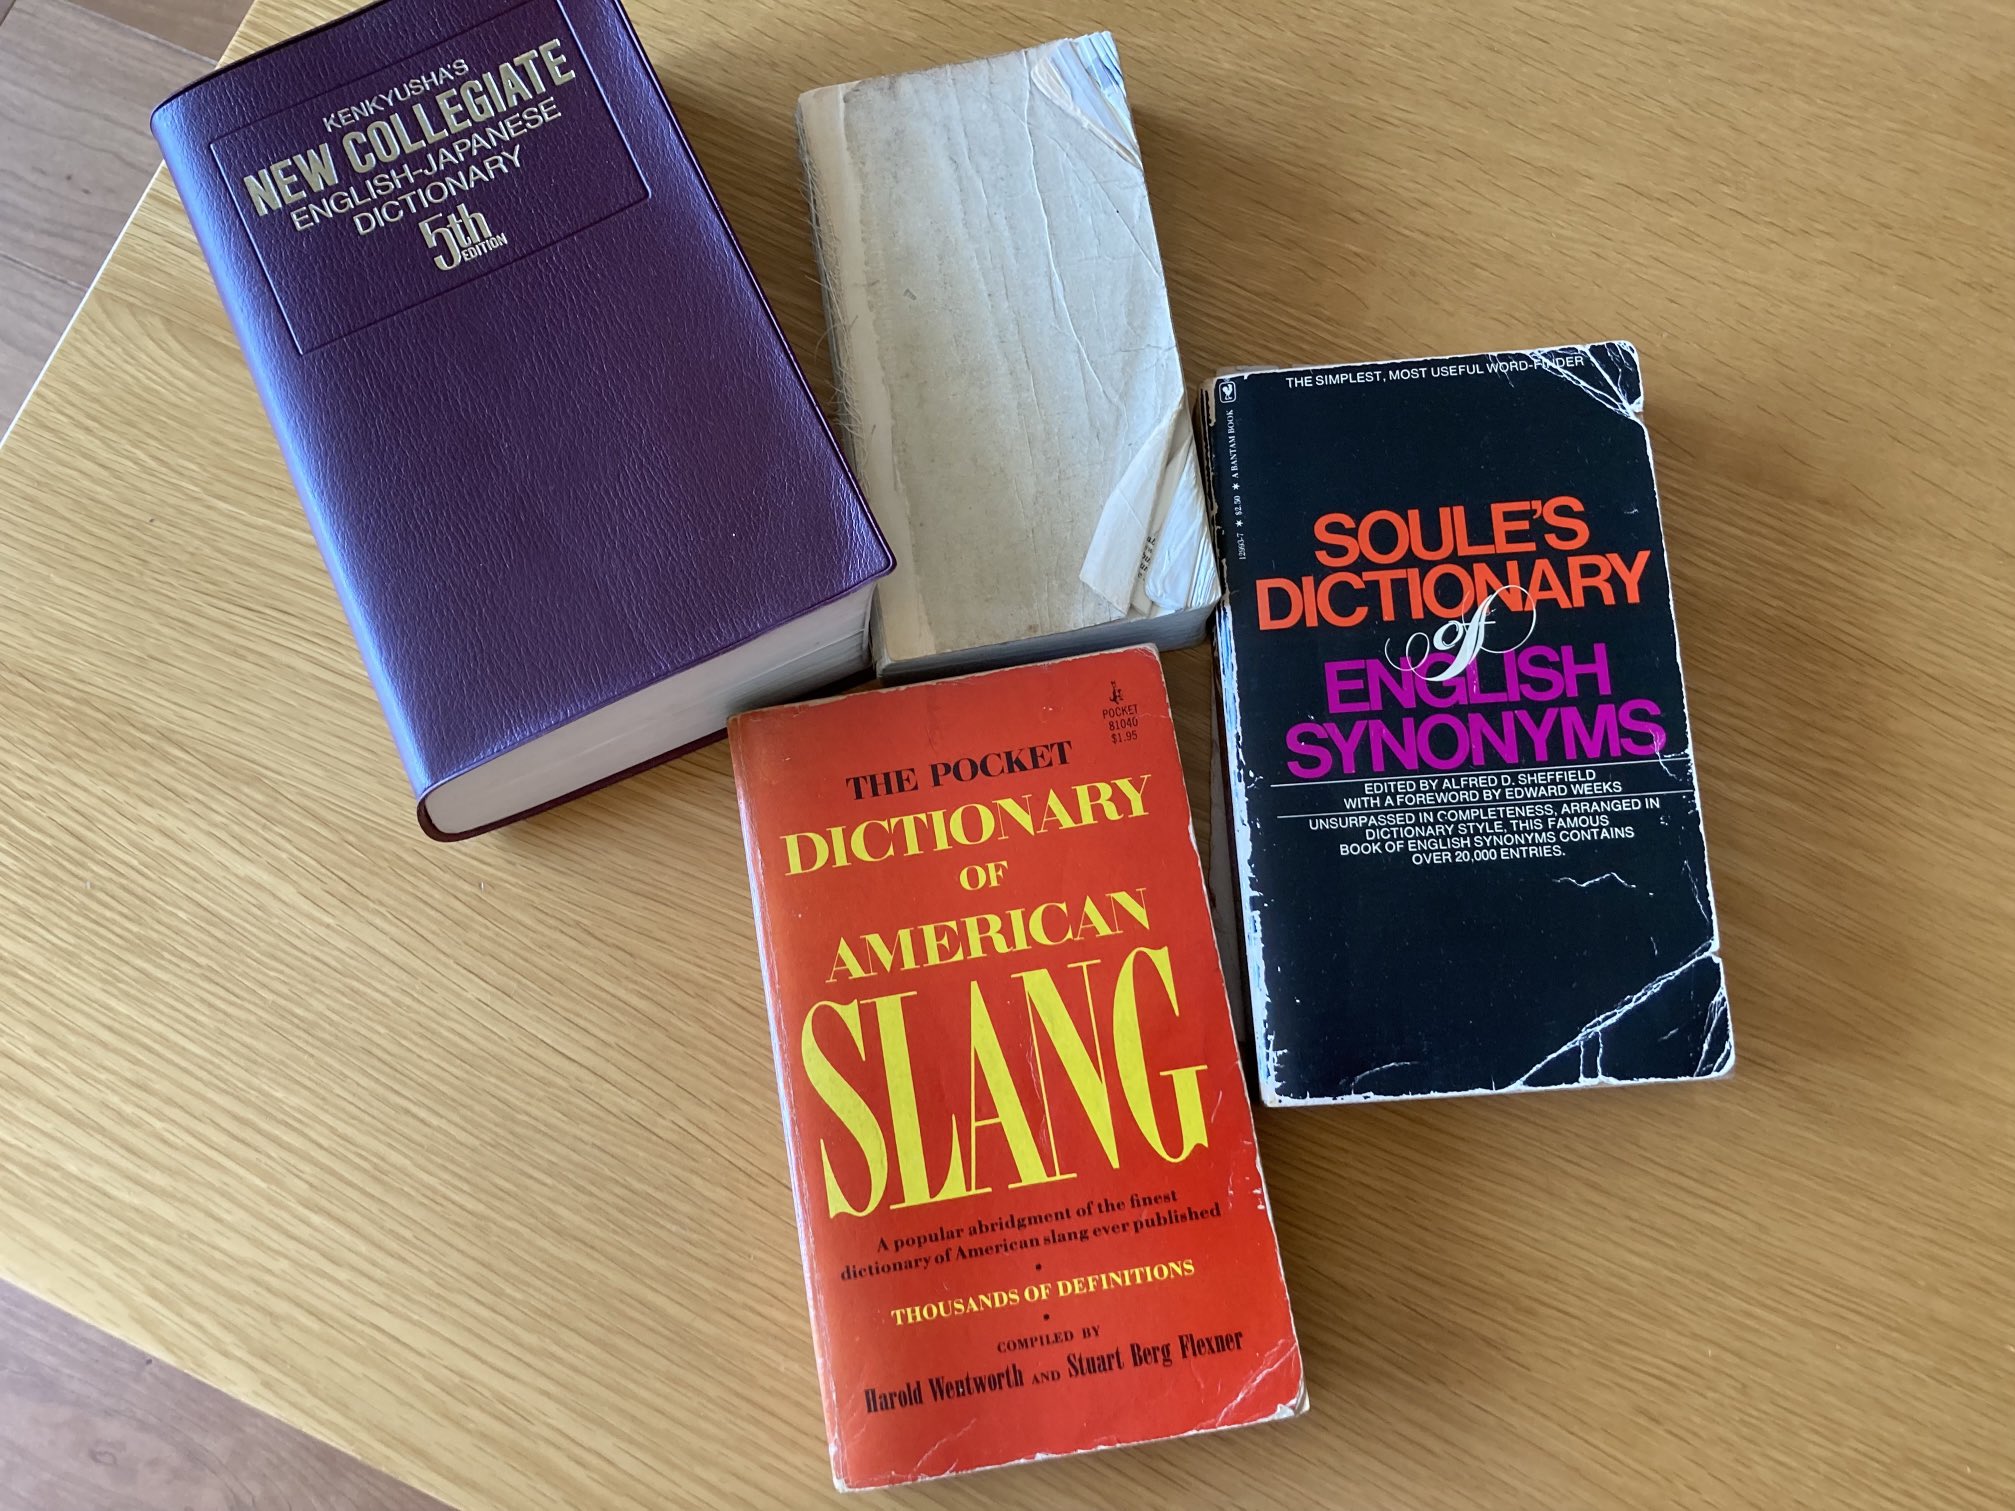 KENKYUSHA'S
NEW COLLEGIATE
ENGLISH-JAPANESE
DICTIONARY
5th
EDITION
THE SIMPLEST, MOST USEFUL WORD-FINDER
12993-7 * $2.50 * A BANTAM BOOK
SOULE'S
DICTIONARY
of
ENGLISH
SYNONYMS
EDITED BY ALFRED D. SHEFFIELD
WITH A FOREWORD BY EDWARD WEEKS
UNSURPASSED IN COMPLETENESS, ARRANGED IN
DICTIONARY STYLE, THIS FAMOUS
BOOK OF ENGLISH SYNONYMS CONTAINS
OVER 20,000 ENTRIES.
POCKET
81040
$1.95
THE POCKET
DICTIONARY
OF
AMERICAN
SLANG
A popular abridgment of the finest
dictionary of American slang ever published
•
THOUSANDS OF DEFINITIONS
•
COMPILED BY
Harold Wentworth AND Stuart Berg Flexner